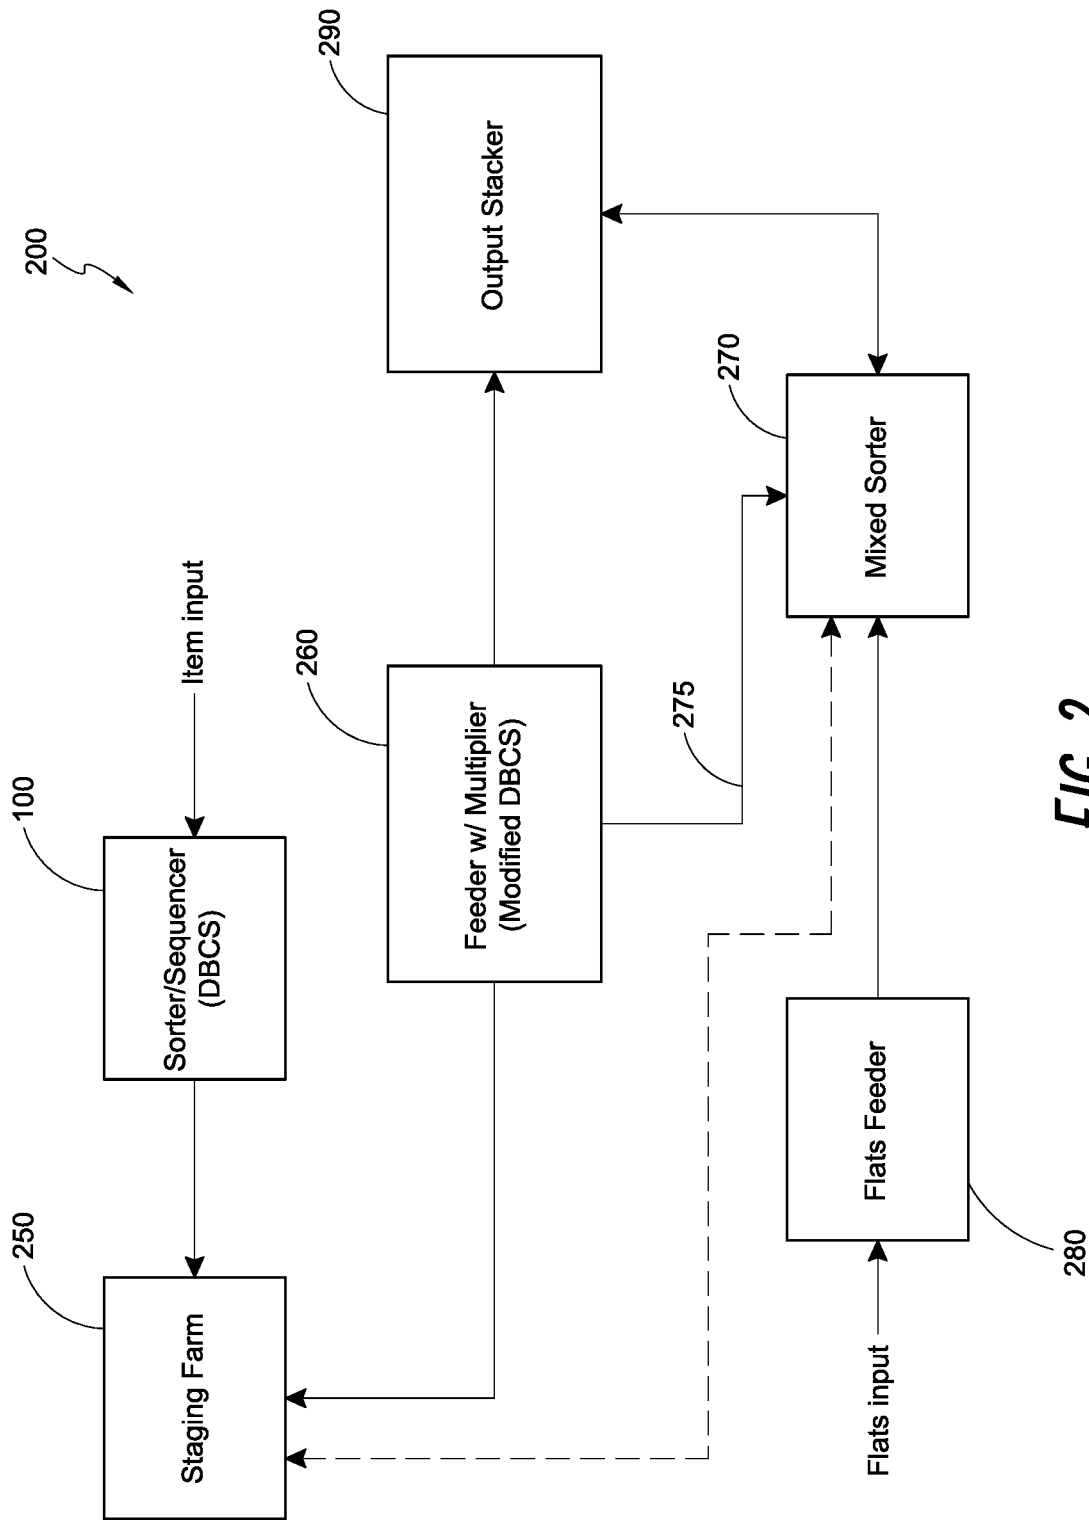 200
Item input
100
Sorter/Sequencer
(DBCS)
250
Staging Farm
260
Feeder w/ Multiplier
(Modified DBCS)
290
Output Stacker
275
270
Mixed Sorter
Flats input
Flats Feeder
280
FIG. 2